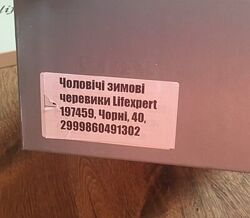 Чоловічі зимові
черевики Lifexpert
197459, Чорні, 40,
2999860491302